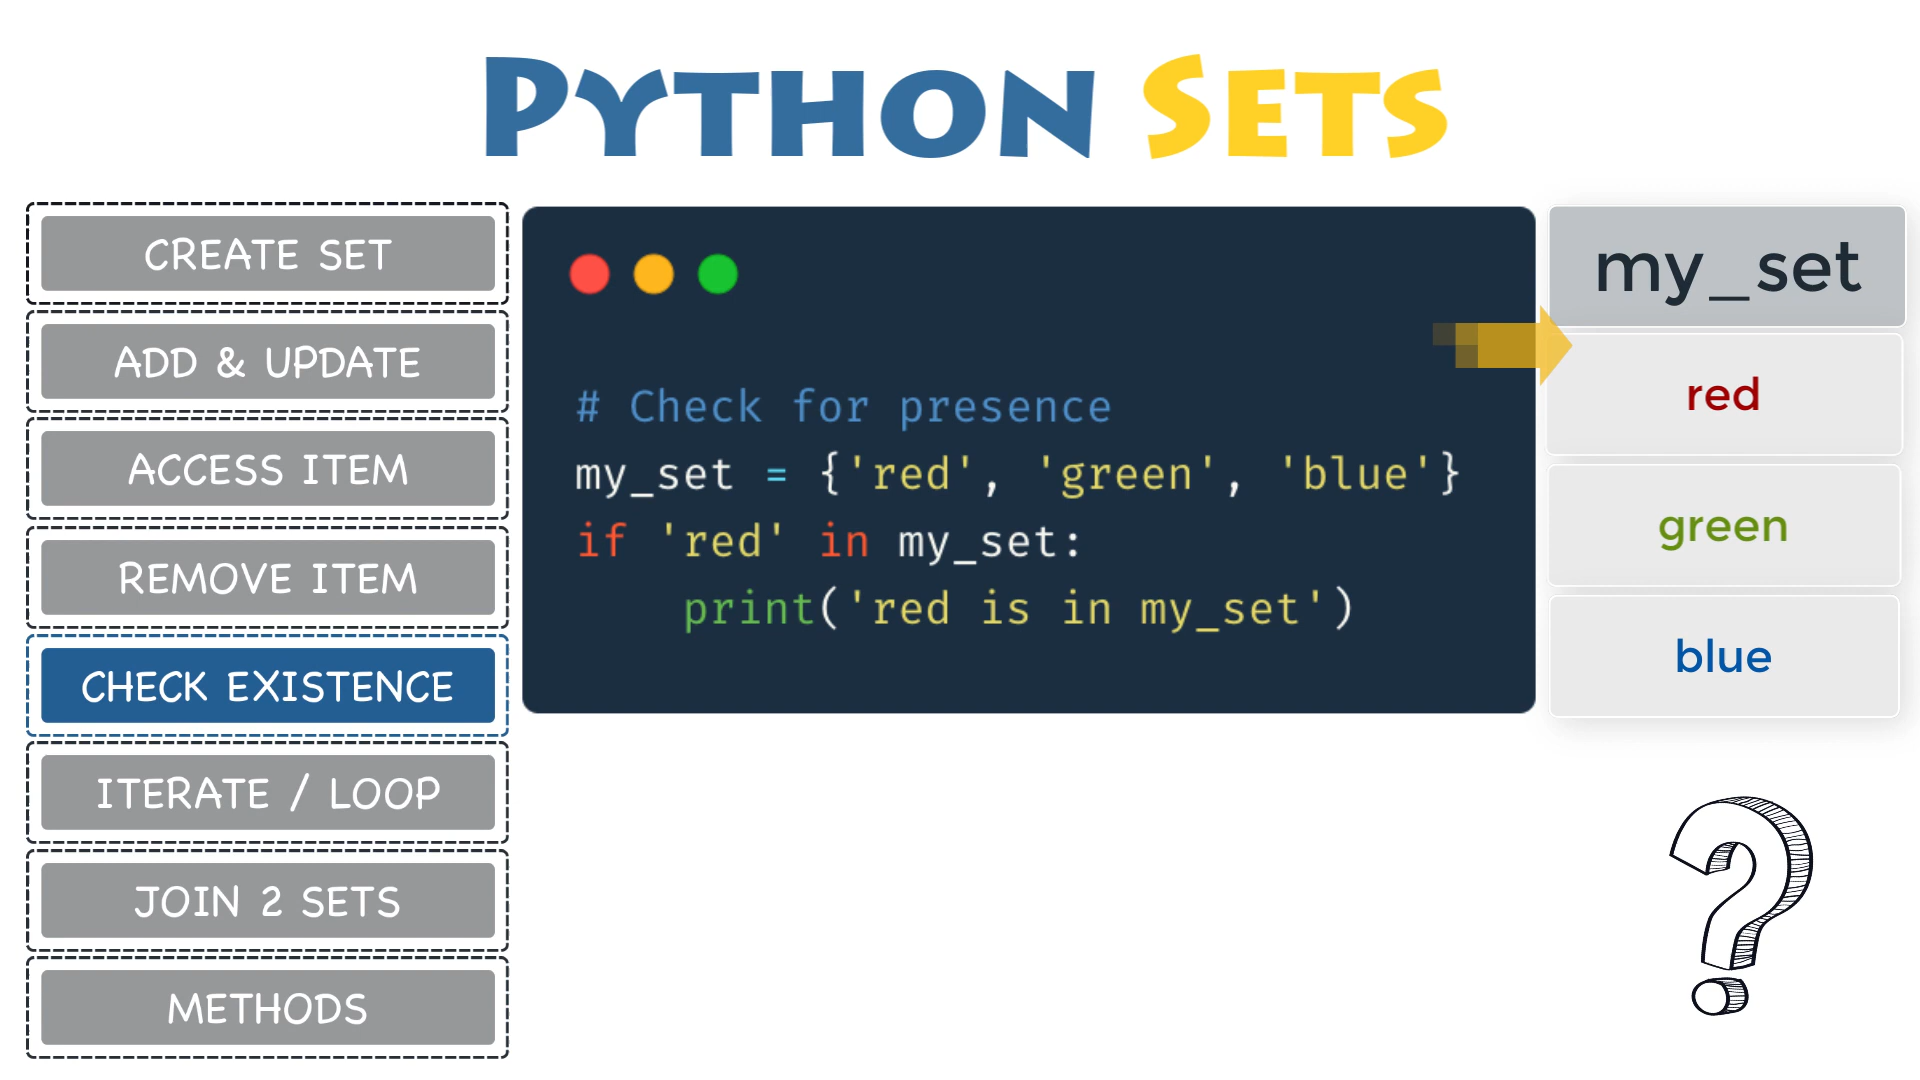 PYTHON SETS
CREATE SET
ADD & UPDATE
ACCESS ITEM
REMOVE ITEM
CHECK EXISTENCE
ITERATE / LOOP
JOIN 2 SETS
METHODS
# Check for presence
my_set = {'red', 'green', 'blue'}
if 'red' in my_set:
    print('red is in my_set')
my_set
red
green
blue
?